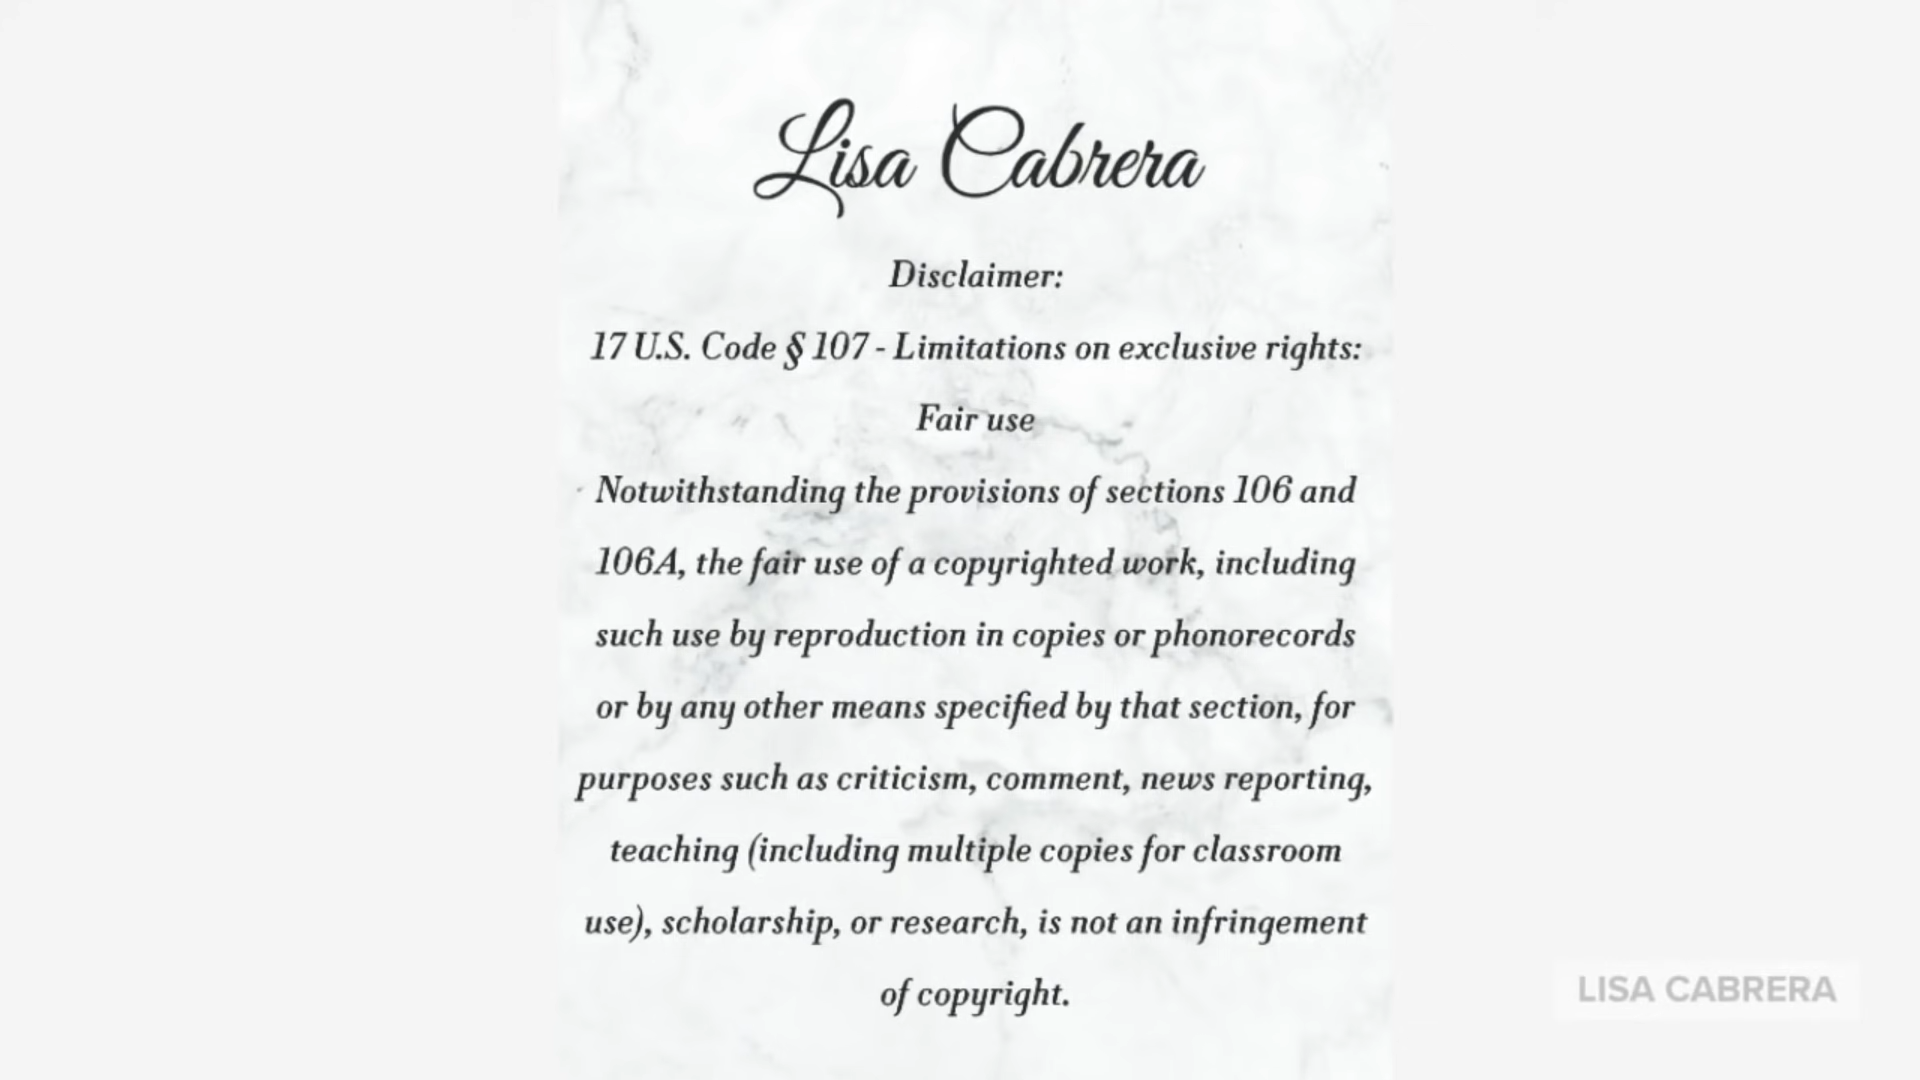 Lisa Cabrera
Disclaimer:
17 U.S. Code § 107 - Limitations on exclusive rights:
Fair use
Notwithstanding the provisions of sections 106 and
106A, the fair use of a copyrighted work, including
such use by reproduction in copies or phonorecords
or by any other means specified by that section, for
purposes such as criticism, comment, news reporting,
teaching (including multiple copies for classroom
use), scholarship, or research, is not an infringement
of copyright.
LISA CABRERA